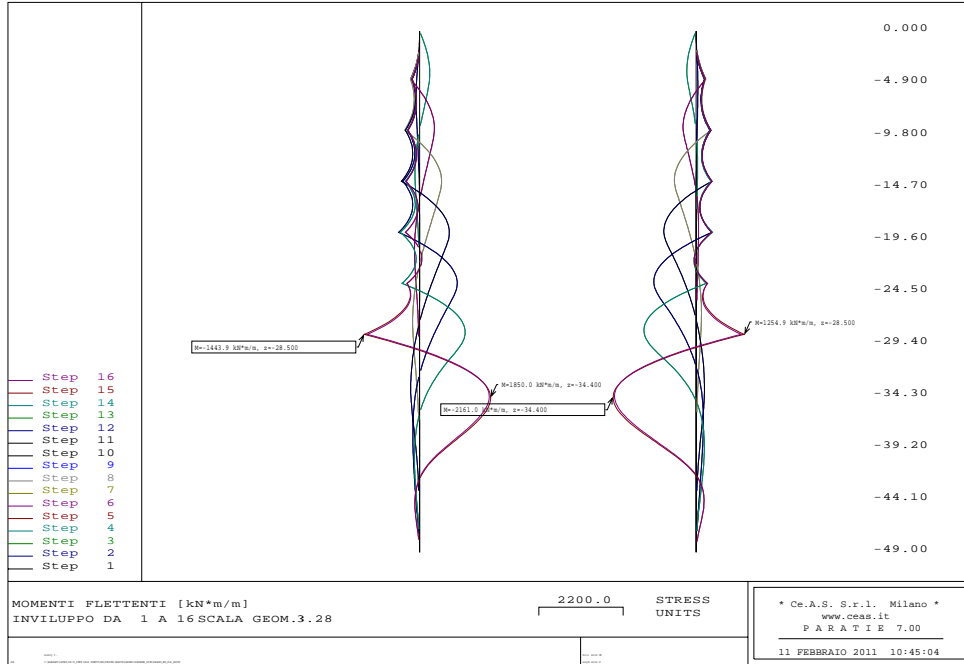 0.000
-4.900
-9.800
-14.70
-19.60
-24.50
M=1254.9 kN*m/m, z=-28.500
-29.40
M=-1443.9 kN*m/m, z=-28.500
M=1850.0 kN*m/m, z=-34.400
-34.30
M=-2161.0 kN*m/m, z=-34.400
-39.20
-44.10
-49.00
Step 16
Step 15
Step 14
Step 13
Step 12
Step 11
Step 10
Step 9
Step 8
Step 7
Step 6
Step 5
Step 4
Step 3
Step 2
Step 1
MOMENTI FLETTENTI [kN*m/m]
INVILUPPO DA 1 A 16 SCALA GEOM.3.28
2200.0
STRESS
UNITS
* Ce.A.S. S.r.l. Milano *
www.ceas.it
P A R A T I E 7.00
11 FEBBRAIO 2011 10:45:04